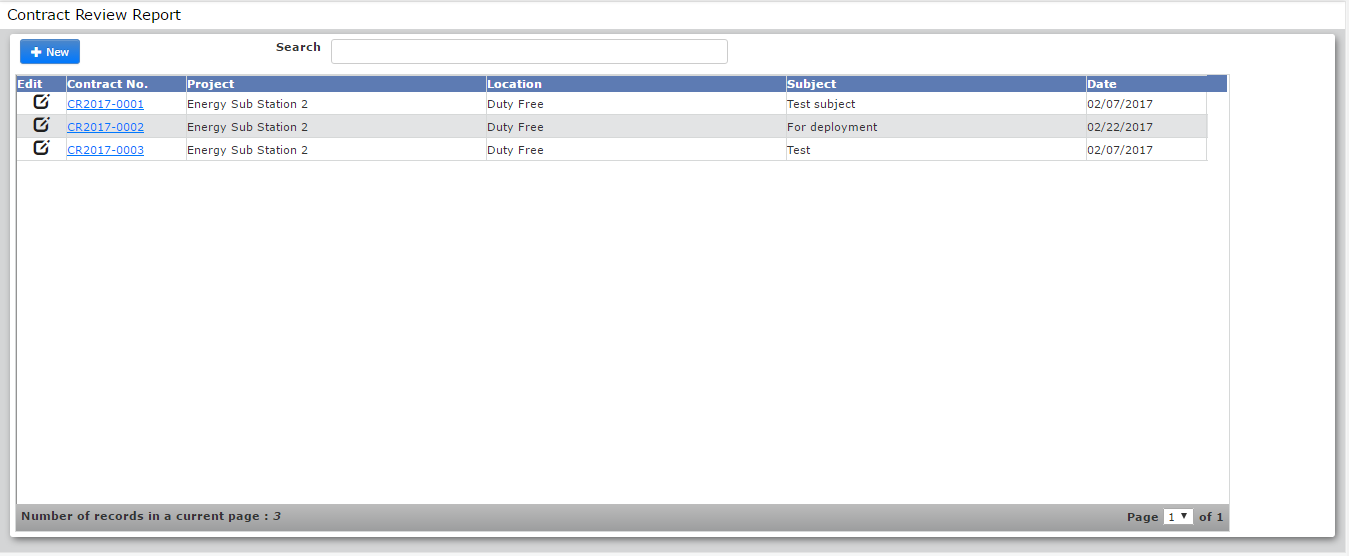 Contract Review Report
New Search
Edit Contract No. Project Location Subject Date
CR2017-0001 Energy Sub Station 2 Duty Free Test subject 02/07/2017
CR2017-0002 Energy Sub Station 2 Duty Free For deployment 02/22/2017
CR2017-0003 Energy Sub Station 2 Duty Free Test 02/07/2017
Number of records in a current page : 3 Page 1 of 1